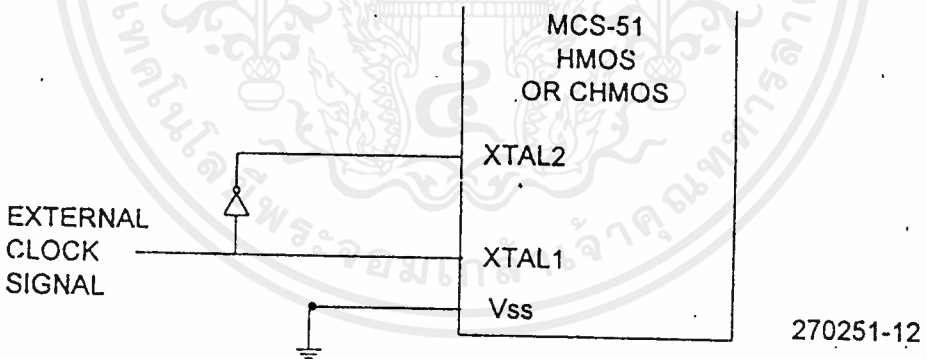 MCS-51
HMOS
OR CHMOS
XTAL2
EXTERNAL
CLOCK
SIGNAL
XTAL1
Vss
270251-12